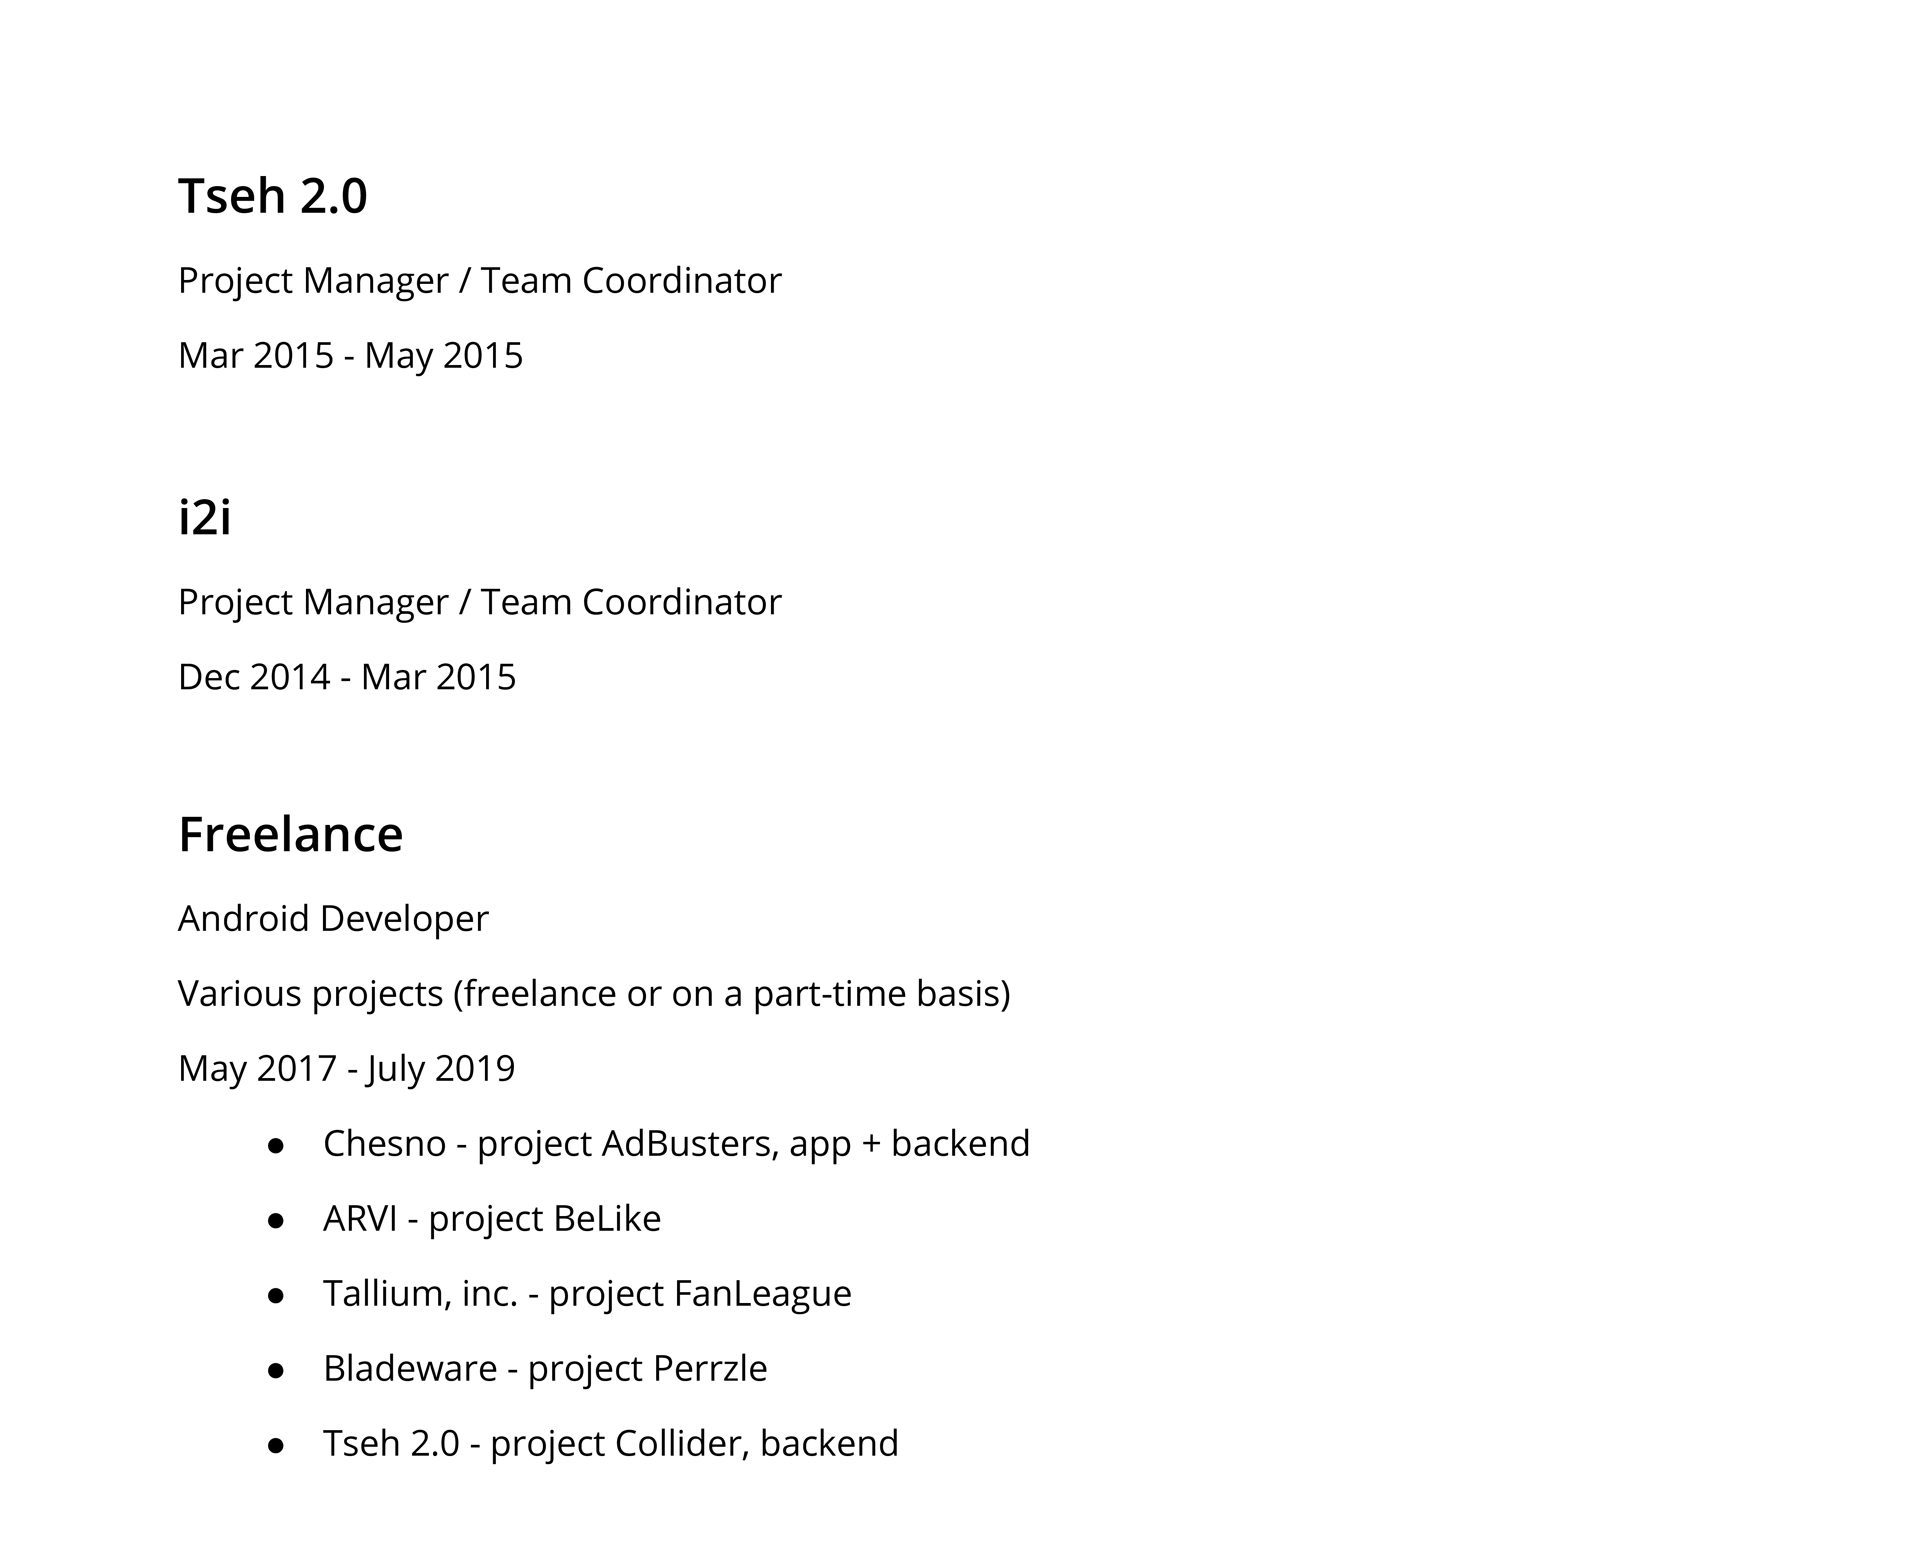 Tseh 2.0
Project Manager / Team Coordinator
Mar 2015 - May 2015
i2i
Project Manager / Team Coordinator
Dec 2014 - Mar 2015
Freelance
Android Developer
Various projects (freelance or on a part-time basis)
May 2017 - July 2019
● Chesno - project AdBusters, app + backend
● ARVI - project BeLike
● Tallium, inc. - project FanLeague
● Bladeware - project Perrzle
● Tseh 2.0 - project Collider, backend